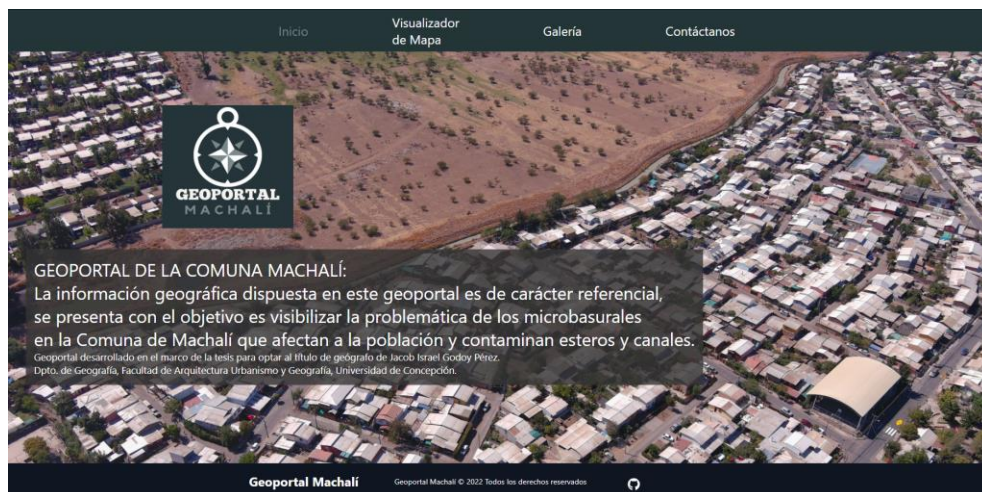 Inicio
Visualizador
de Mapa
Galería
Contáctanos
GEOPORTAL
MACHALÍ
GEOPORTAL DE LA COMUNA MACHALÍ:
La información geográfica dispuesta en este geoportal es de carácter referencial,
se presenta con el objetivo es visibilizar la problemática de los microbasurales
en la Comuna de Machalí que afectan a la población y contaminan esteros y canales.
Geoportal desarrollado en el marco de la tesis para optar al título de geógrafo de Jacob Israel Godoy Pérez.
Dpto. de Geografía, Facultad de Arquitectura Urbanismo y Geografía, Universidad de Concepción.
Geoportal Machalí
Geoportal Machalí © 2022 Todos los derechos reservados